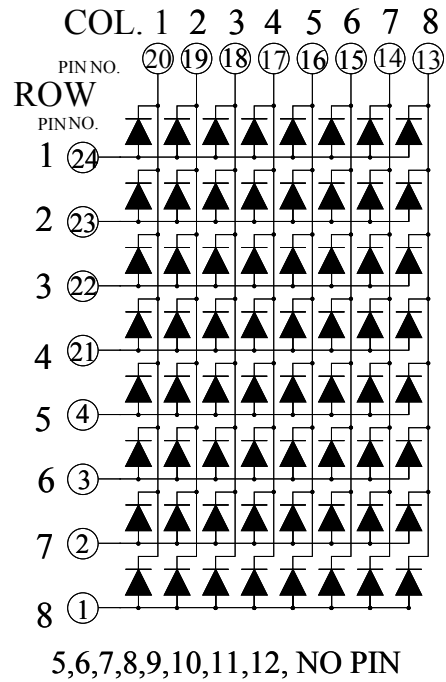 COL. 1 2 3 4 5 6 7 8
PIN NO. 20 19 18 17 16 15 14 13
ROW
PIN NO.
1 24
2 23
3 22
4 21
5 4
6 3
7 2
8 1
5,6,7,8,9,10,11,12, NO PIN